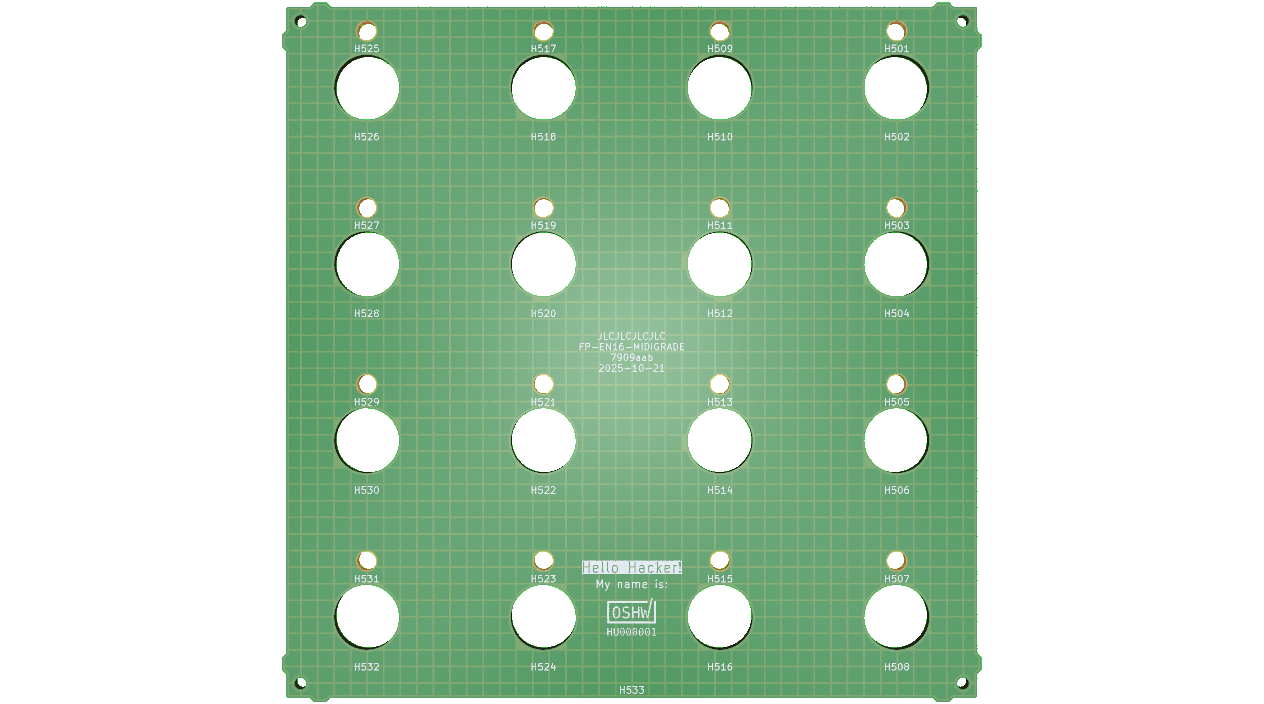 H525 H517 H509 H501
H526 H518 H510 H502
H527 H519 H511 H503
H528 H520 H512 H504
JLCJLCJLCJLC
FP-EN16-MIDIGRADE
7909aab
2025-10-21
H529 H521 H513 H505
H530 H522 H514 H506
Hello Hacker!
H531 H523 H515 H507
My name is:
OSHW
HU000001
H532 H524 H516 H508
H533